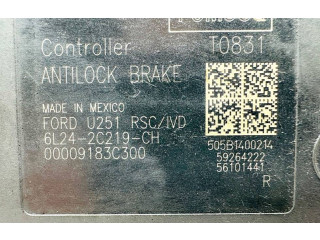 Controller T0831
ANTILOCK BRAKE
MADE IN MEXICO
FORD U251 RSC/IVD
6L24-2C219-CH
00009183C300
505B1400214
59264222
56101441
R